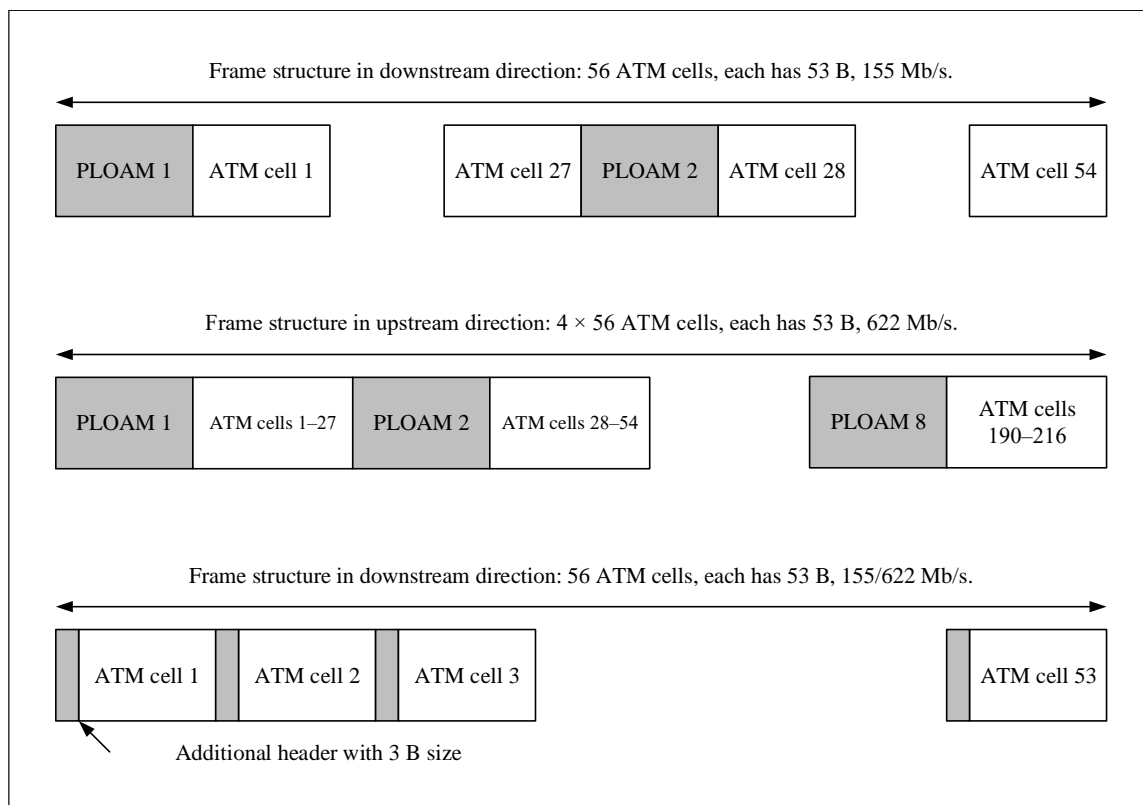 Frame structure in downstream direction: 56 ATM cells, each has 53 B, 155 Mb/s.
PLOAM 1
ATM cell 1
ATM cell 27
PLOAM 2
ATM cell 28
ATM cell 54
Frame structure in upstream direction: 4 × 56 ATM cells, each has 53 B, 622 Mb/s.
PLOAM 1
ATM cells 1–27
PLOAM 2
ATM cells 28–54
PLOAM 8
ATM cells
190–216
Frame structure in downstream direction: 56 ATM cells, each has 53 B, 155/622 Mb/s.
ATM cell 1
ATM cell 2
ATM cell 3
ATM cell 53
Additional header with 3 B size